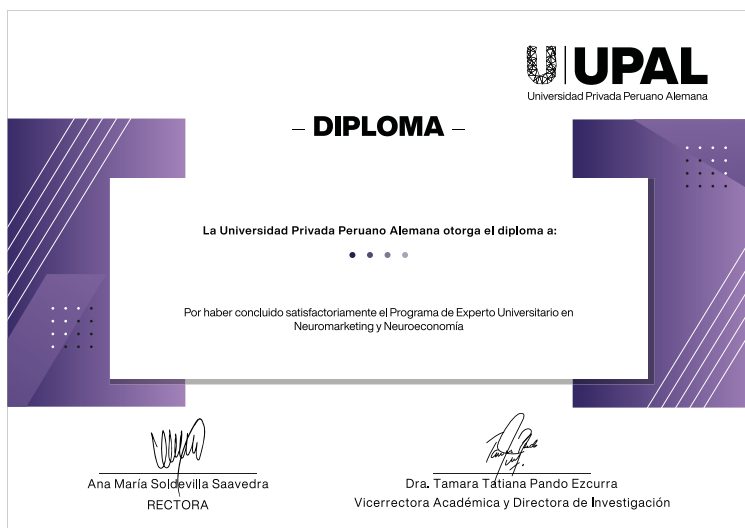 UPAL
Universidad Privada Peruano Alemana
– DIPLOMA –
La Universidad Privada Peruano Alemana otorga el diploma a:
Por haber concluido satisfactoriamente el Programa de Experto Universitario en
Neuromarketing y Neuroeconomía
Ana María Soldevilla Saavedra
RECTORA
Dra. Tamara Tatiana Pando Ezcurra
Vicerrectora Académica y Directora de Investigación